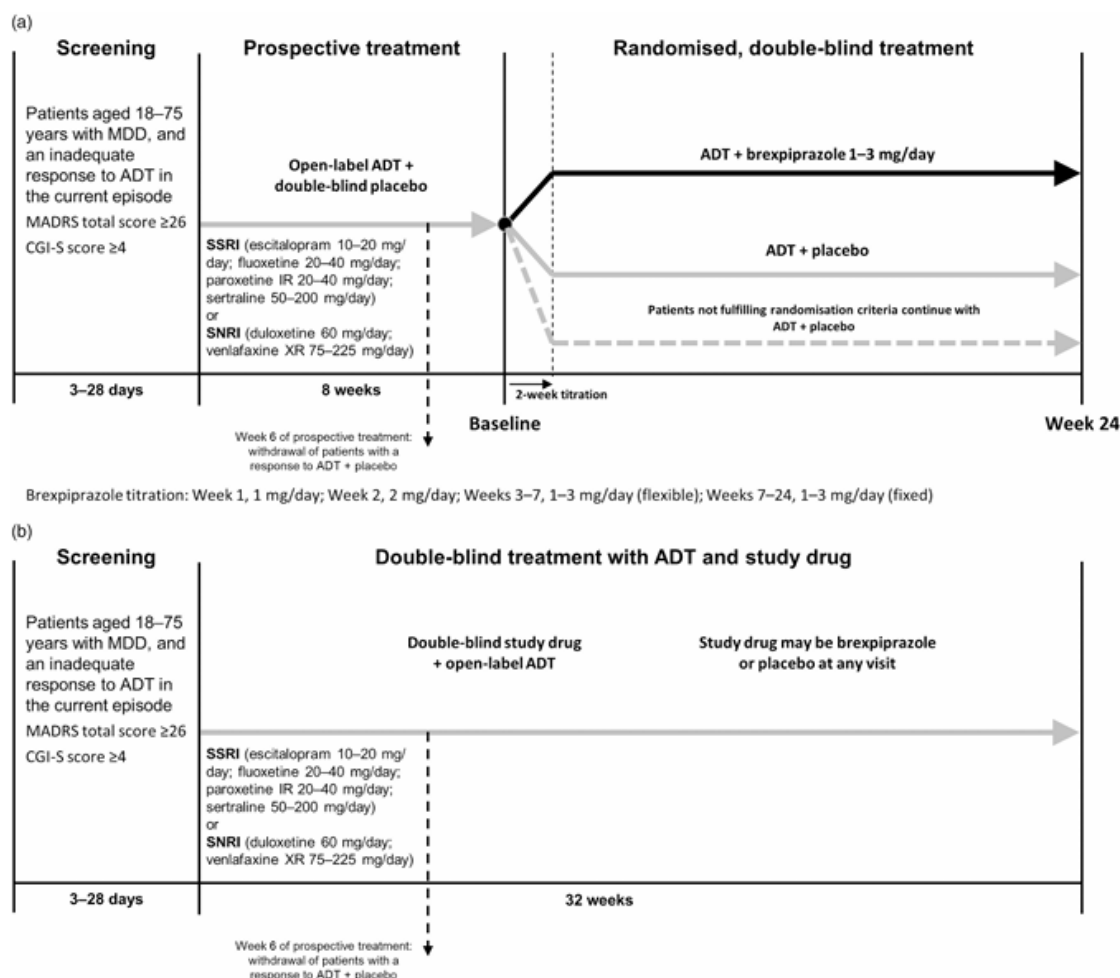 (a)
Screening
Prospective treatment
Randomised, double-blind treatment
Patients aged 18–75
years with MDD, and
an inadequate
response to ADT in
the current episode
MADRS total score ≥26
CGI-S score ≥4
Open-label ADT +
double-blind placebo
SSRI (escitalopram 10–20 mg/
day; fluoxetine 20–40 mg/day;
paroxetine IR 20–40 mg/day;
sertraline 50–200 mg/day)
or
SNRI (duloxetine 60 mg/day;
venlafaxine XR 75–225 mg/day)
ADT + brexpiprazole 1–3 mg/day
ADT + placebo
Patients not fulfilling randomisation criteria continue with
ADT + placebo
3–28 days
8 weeks
2-week titration
Baseline
Week 24
Week 6 of prospective treatment:
withdrawal of patients with a
response to ADT + placebo
Brexpiprazole titration: Week 1, 1 mg/day; Week 2, 2 mg/day; Weeks 3–7, 1–3 mg/day (flexible); Weeks 7–24, 1–3 mg/day (fixed)
(b)
Screening
Double-blind treatment with ADT and study drug
Patients aged 18–75
years with MDD, and
an inadequate
response to ADT in
the current episode
MADRS total score ≥26
CGI-S score ≥4
Double-blind study drug
+ open-label ADT
Study drug may be brexpiprazole
or placebo at any visit
SSRI (escitalopram 10–20 mg/
day; fluoxetine 20–40 mg/day;
paroxetine IR 20–40 mg/day;
sertraline 50–200 mg/day)
or
SNRI (duloxetine 60 mg/day;
venlafaxine XR 75–225 mg/day)
3–28 days
32 weeks
Week 6 of prospective treatment:
withdrawal of patients with a
response to ADT + placebo